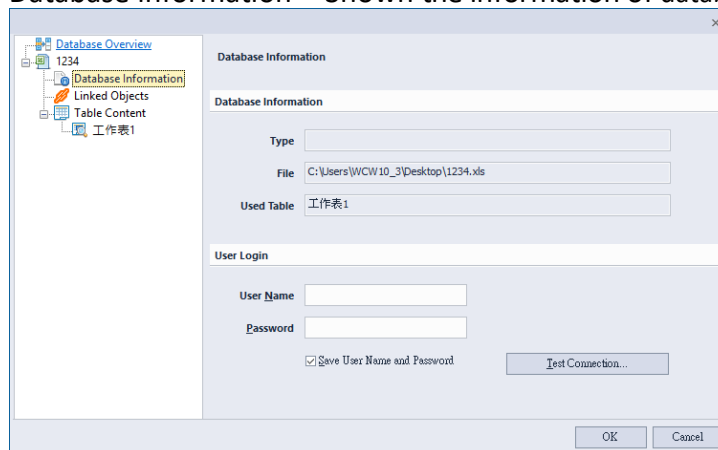 Database Overview
1234
Database Information
Linked Objects
Table Content
工作表1
Database Information
Database Information
Type
File C:\Users\WCW10_3\Desktop\1234.xls
Used Table 工作表1
User Login
User Name
Password
Save User Name and Password
Test Connection...
OK Cancel